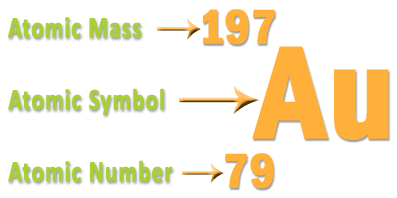 Atomic Mass 197
Atomic Symbol Au
Atomic Number 79